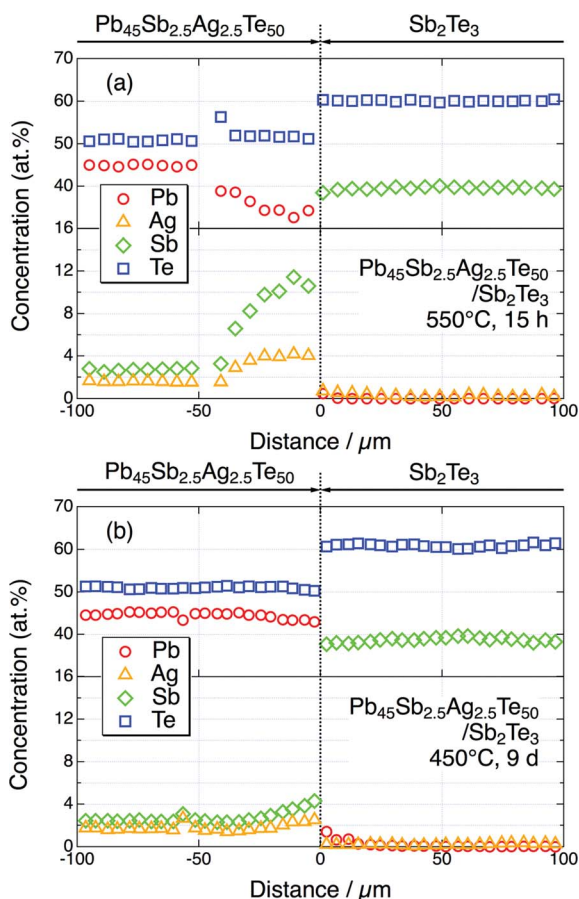 Pb45Sb2.5Ag2.5Te50 Sb2Te3
(a)
Concentration (at.%)
70
60
50
40
16
12
8
4
0
Pb
Ag
Sb
Te
Pb45Sb2.5Ag2.5Te50
/Sb2Te3
550°C, 15 h
-100 -50 0 50 100
Distance / µm
Pb45Sb2.5Ag2.5Te50 Sb2Te3
(b)
Concentration (at.%)
70
60
50
40
16
12
8
4
0
Pb
Ag
Sb
Te
Pb45Sb2.5Ag2.5Te50
/Sb2Te3
450°C, 9 d
-100 -50 0 50 100
Distance / µm